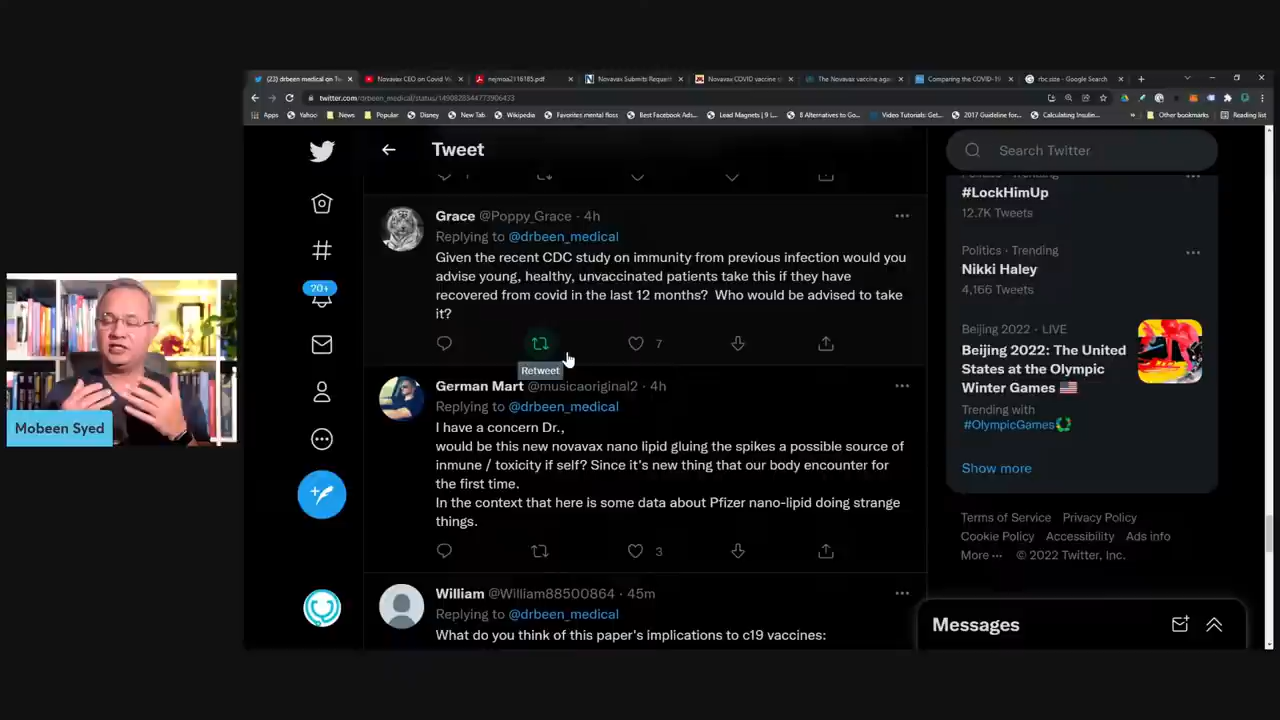 (23) drbeen medical on Tw
Novavax CEO on Covid Va
nejmoa2116185.pdf
Novavax Submits Request
Novavax COVID vaccine
The Novavax vaccine aga
Comparing the COVID-19
rbc size - Google Search
twitter.com/drbeen_medical/status/1490828344773906433
Apps
Yahoo
News
Popular
Disney
New Tab
Wikipedia
Favorites mental floss
Best Facebook Ads...
Lead Magnets | 9 L...
8 Alternatives to Go...
Video Tutorials: Get...
2017 Guideline for...
Calculating Insulin...
Other bookmarks
Reading list
Tweet
Search Twitter
Grace @Poppy_Grace · 4h
Replying to @drbeen_medical
Given the recent CDC study on immunity from previous infection would you
advise young, healthy, unvaccinated patients take this if they have
recovered from covid in the last 12 months? Who would be advised to take
it?
7
Retweet
German Mart @musicaoriginal2 · 4h
Replying to @drbeen_medical
I have a concern Dr.,
would be this new novavax nano lipid gluing the spikes a possible source of
inmune / toxicity if self? Since it's new thing that our body encounter for
the first time.
In the context that here is some data about Pfizer nano-lipid doing strange
things.
3
William @William88500864 · 45m
Replying to @drbeen_medical
What do you think of this paper's implications to c19 vaccines:
20+
Mobeen Syed
Politics · Trending
#LockHimUp
12.7K Tweets
Politics · Trending
Nikki Haley
4,166 Tweets
Beijing 2022 · LIVE
Beijing 2022: The United
States at the Olympic
Winter Games
Trending with
#OlympicGames
Show more
Terms of Service Privacy Policy
Cookie Policy Accessibility Ads info
More ··· © 2022 Twitter, Inc.
Messages